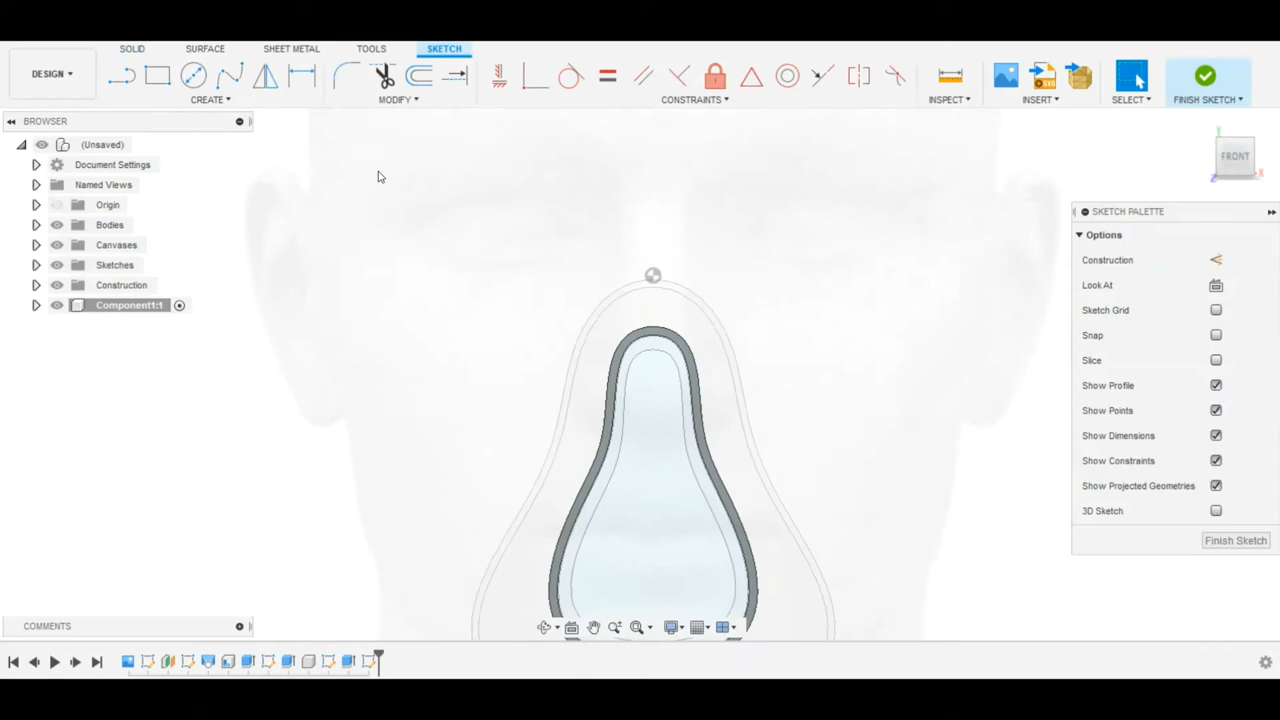 SOLID SURFACE SHEET METAL TOOLS SKETCH
DESIGN ▾
CREATE ▾ MODIFY ▾ CONSTRAINTS ▾ INSPECT ▾ INSERT ▾ SELECT ▾ FINISH SKETCH ▾
BROWSER
(Unsaved)
Document Settings
Named Views
Origin
Bodies
Canvases
Sketches
Construction
Component1:1
FRONT
SKETCH PALETTE
Options
Construction
Look At
Sketch Grid
Snap
Slice
Show Profile
Show Points
Show Dimensions
Show Constraints
Show Projected Geometries
3D Sketch
Finish Sketch
COMMENTS